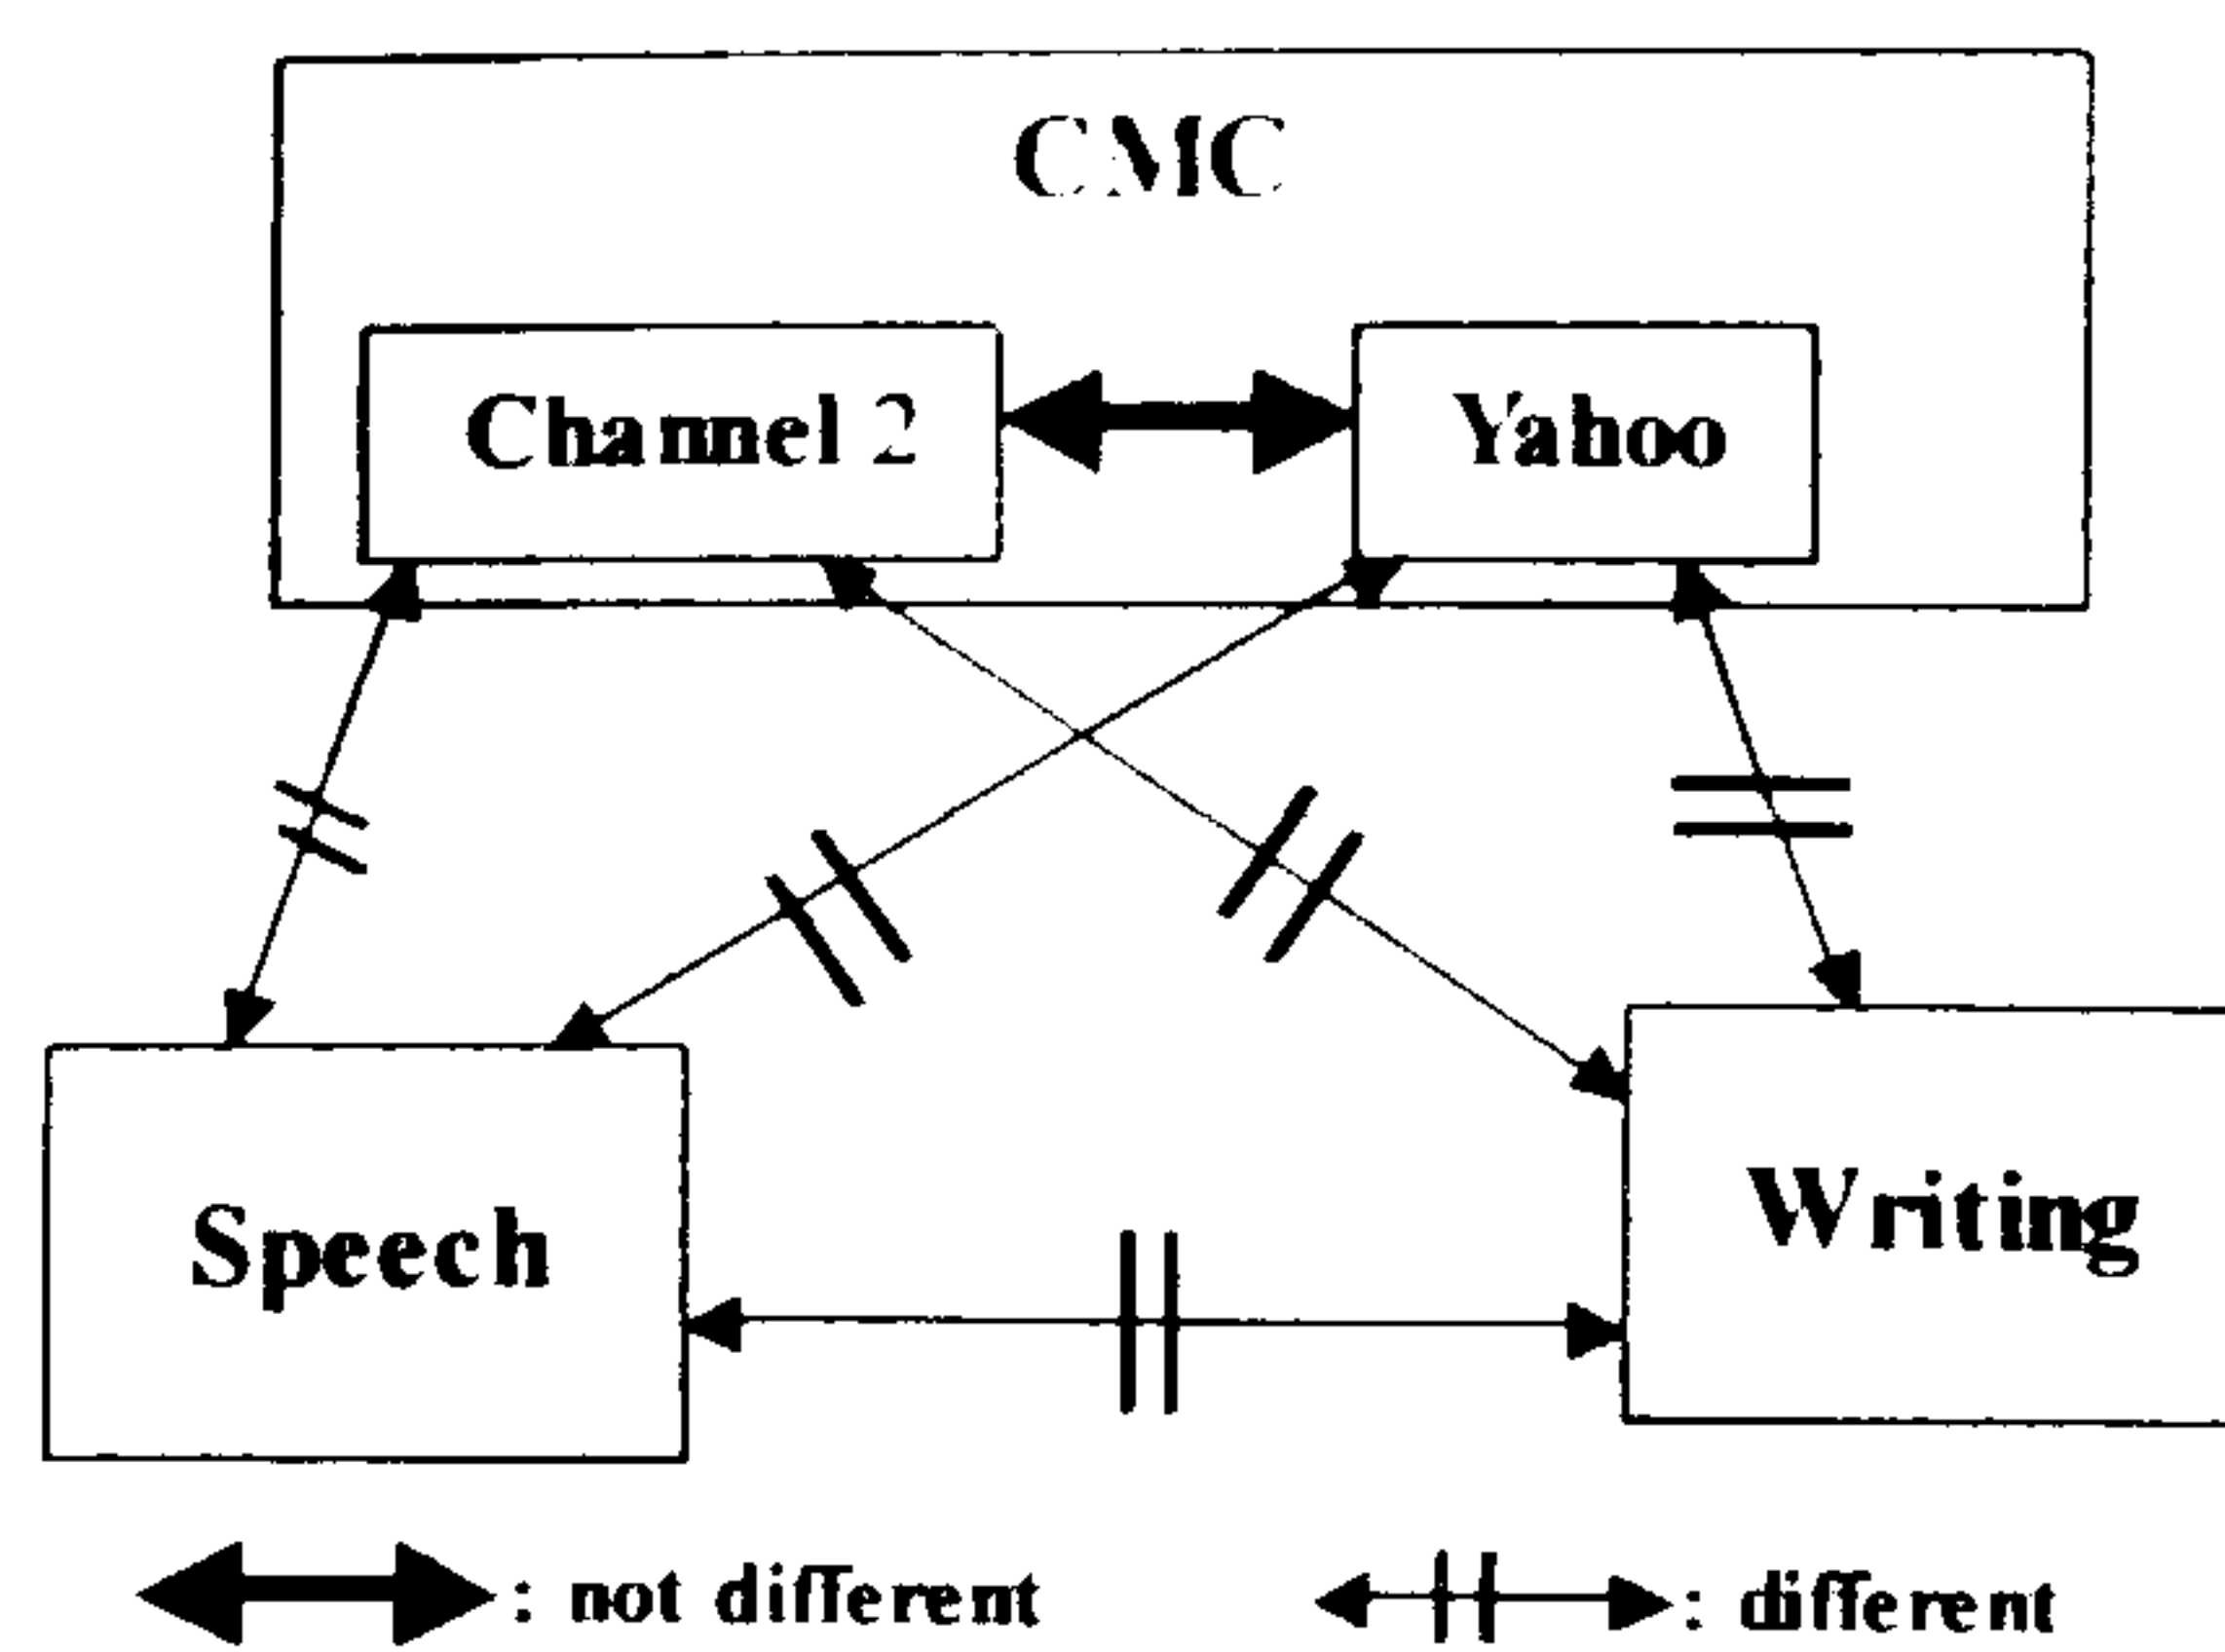 CMC
Channel 2
Yahoo
Speech
Writing
: not different
: different